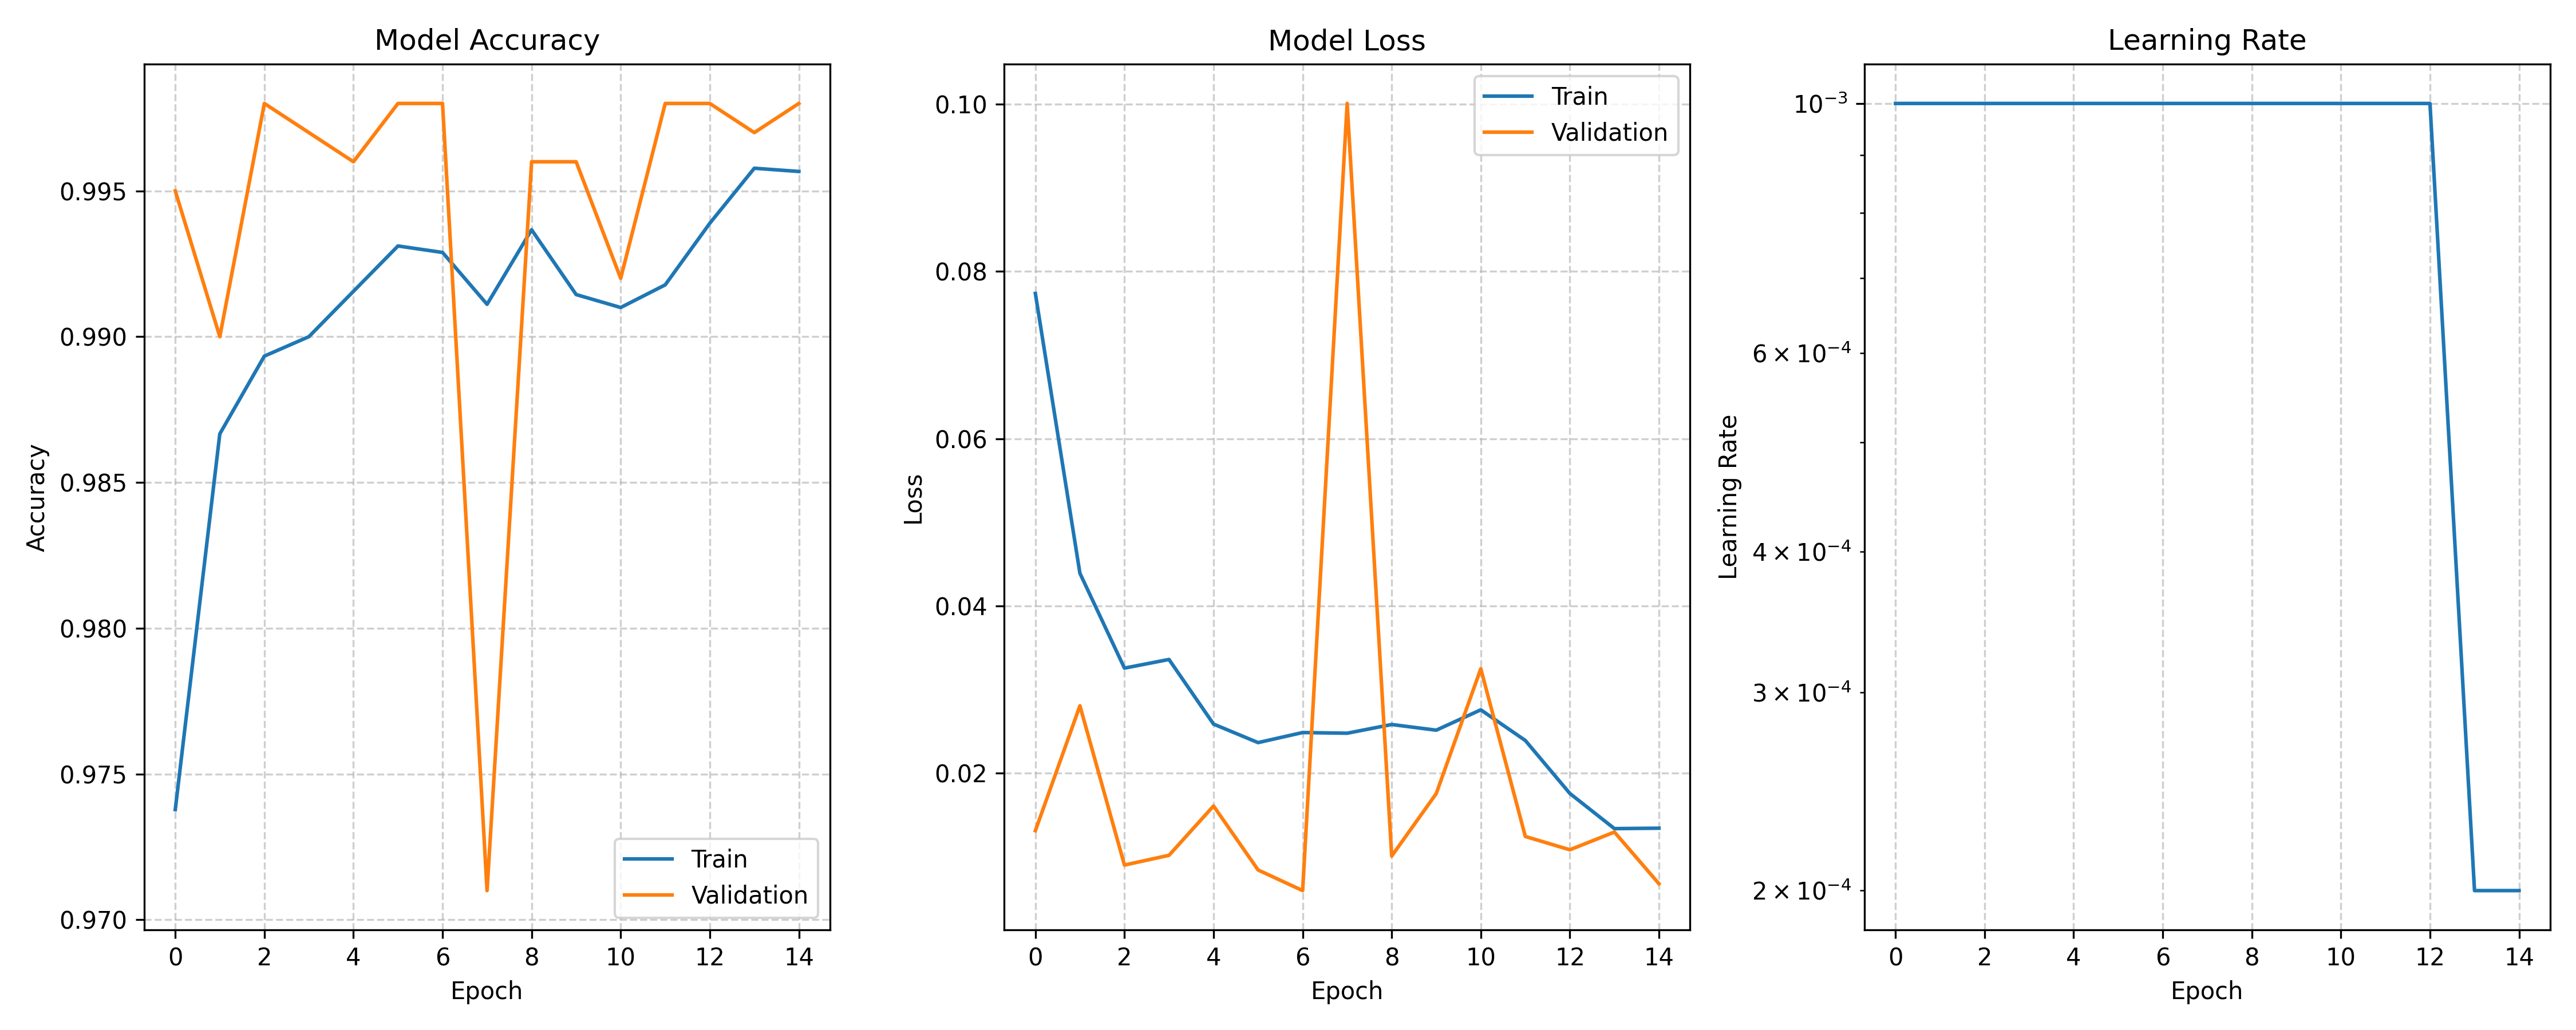 Model Accuracy
Accuracy
0.995
0.990
0.985
0.980
0.975
0.970
0 2 4 6 8 10 12 14
Epoch
Train
Validation
Model Loss
Loss
0.10
0.08
0.06
0.04
0.02
0 2 4 6 8 10 12 14
Epoch
Train
Validation
Learning Rate
Learning Rate
10⁻³
6 × 10⁻⁴
4 × 10⁻⁴
3 × 10⁻⁴
2 × 10⁻⁴
0 2 4 6 8 10 12 14
Epoch